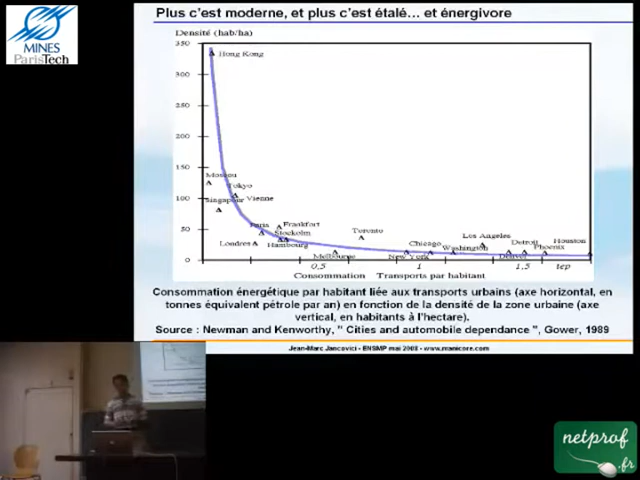 MINES
ParisTech
Plus c'est moderne, et plus c'est étalé... et énergivore
Densité (hab/ha)
350
300
250
200
150
100
50
0
Hong Kong
Moscou
Tokyo
Singapour
Vienne
Paris
Frankfort
Stockolm
Londres
Hambourg
Toronto
Melbourne
Chicago
New York
Washington
Los Angeles
Detroit
Denver
Phoenix
Houston
0,5
1
1,5
tep
Consommation Transports par habitant
Consommation énergétique par habitant liée aux transports urbains (axe horizontal, en
tonnes équivalent pétrole par an) en fonction de la densité de la zone urbaine (axe
vertical, en habitants à l'hectare).
Source : Newman and Kenworthy, " Cities and automobile dependance ", Gower, 1989
Jean-Marc Jancovici - ENSMP mai 2008 - www.manicore.com
netprof
.fr